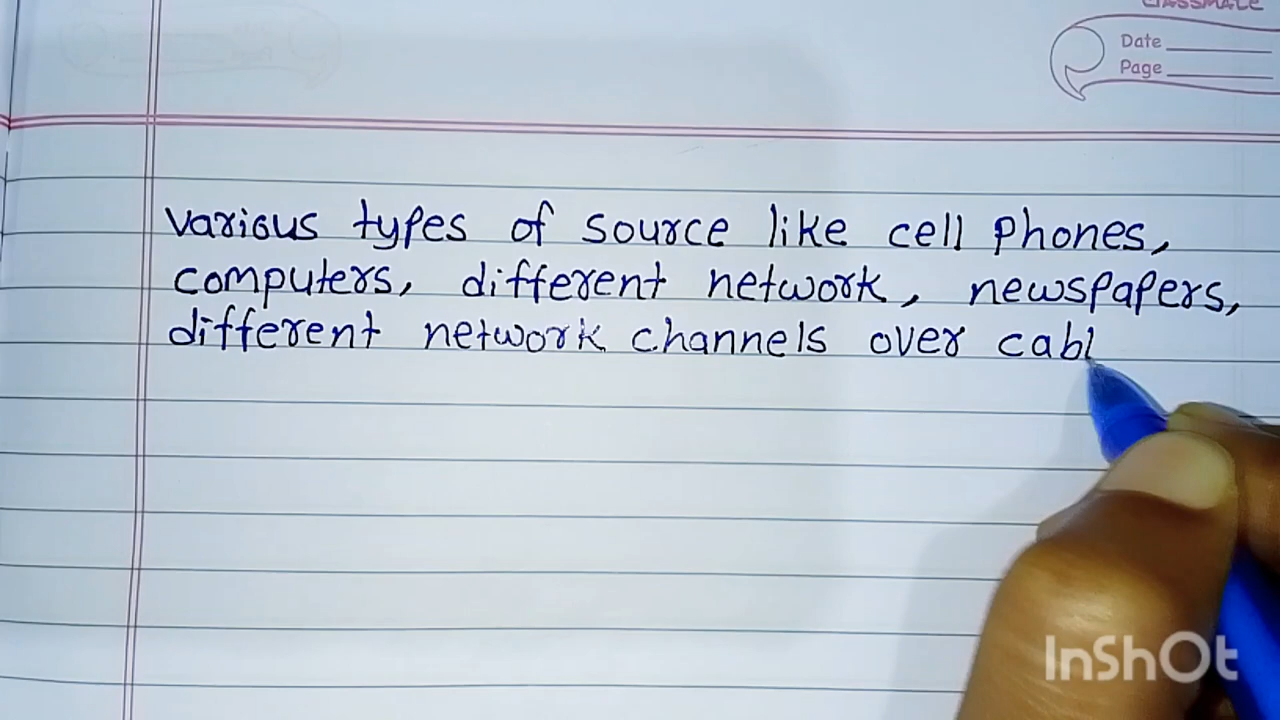 classmate
Date
Page
various types of source like cell phones,
computers, different network, newspapers,
different network channels over cabl
InShOt